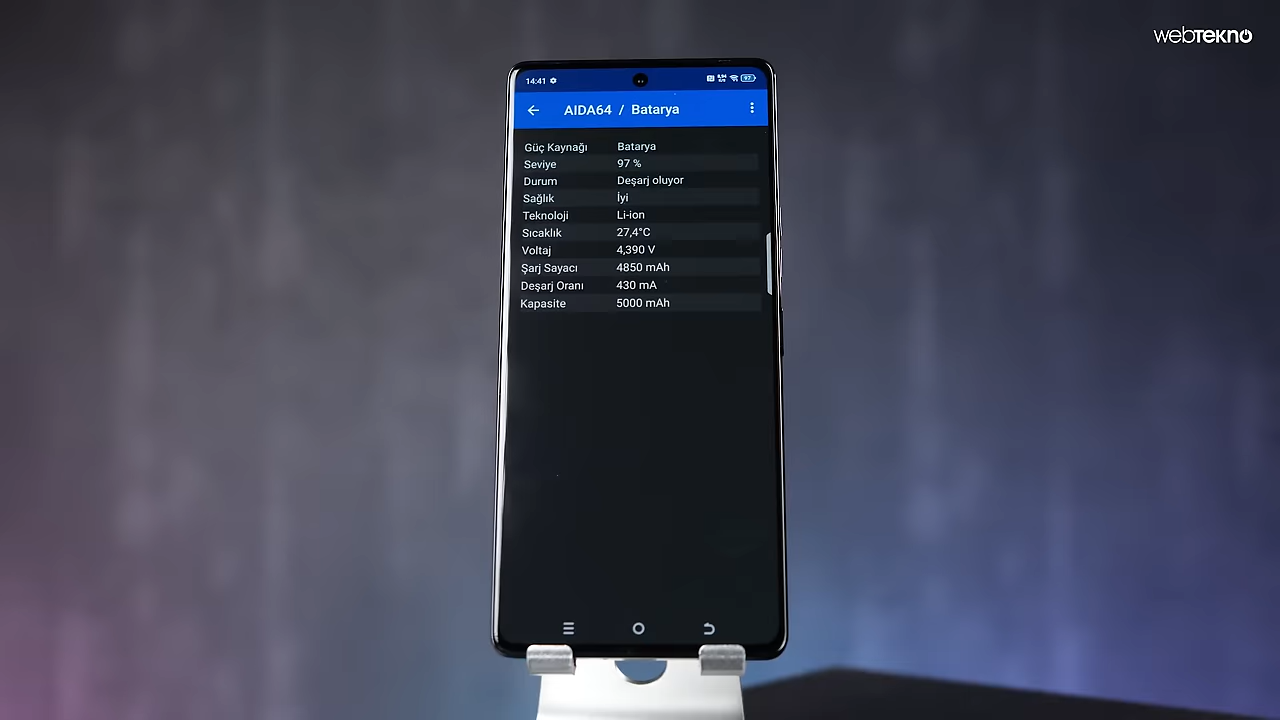 webtekno
14:41 97
AIDA64 / Batarya
Güç Kaynağı Batarya
Seviye 97 %
Durum Deşarj oluyor
Sağlık İyi
Teknoloji Li-ion
Sıcaklık 27,4°C
Voltaj 4,390 V
Şarj Sayacı 4850 mAh
Deşarj Oranı 430 mA
Kapasite 5000 mAh